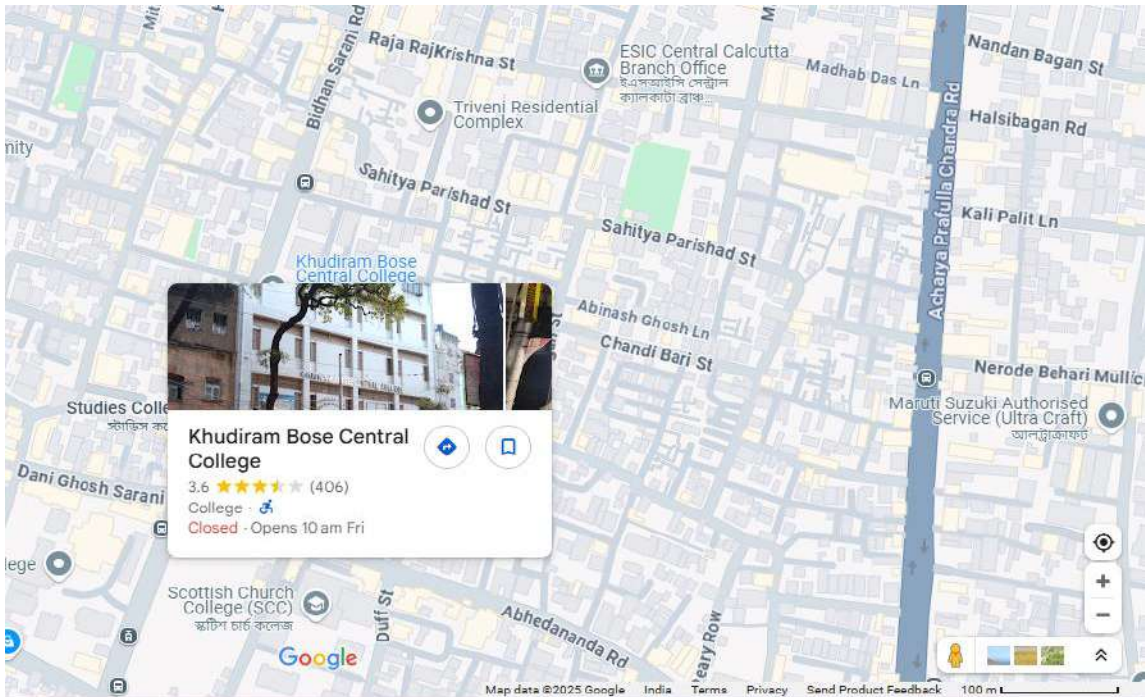 Raja RajKrishna St
Bidhan Sarani Rd
ESIC Central Calcutta
Branch Office
ইএসআইসি সেন্ট্রাল
ক্যালকাটা ব্রাঞ্চ...
Madhab Das Ln
Nandan Bagan St
Triveni Residential
Complex
Halsibagan Rd
Acharya Prafulla Chandra Rd
Sahitya Parishad St
Kali Palit Ln
Sahitya Parishad St
Khudiram Bose
Central College
Abinash Ghosh Ln
Chandi Bari St
Nerode Behari Mullic
Maruti Suzuki Authorised
Service (Ultra Craft)
Studies Colle
Khudiram Bose Central
College
3.6 (406)
College ·
Closed · Opens 10 am Fri
Dani Ghosh Sarani
lege
Scottish Church
College (SCC)
স্কটিশ চার্চ কলেজ
Duff St
Abhedananda Rd
Peary Row
Google
Map data ©2025 Google India Terms Privacy Send Product Feedback 100 m